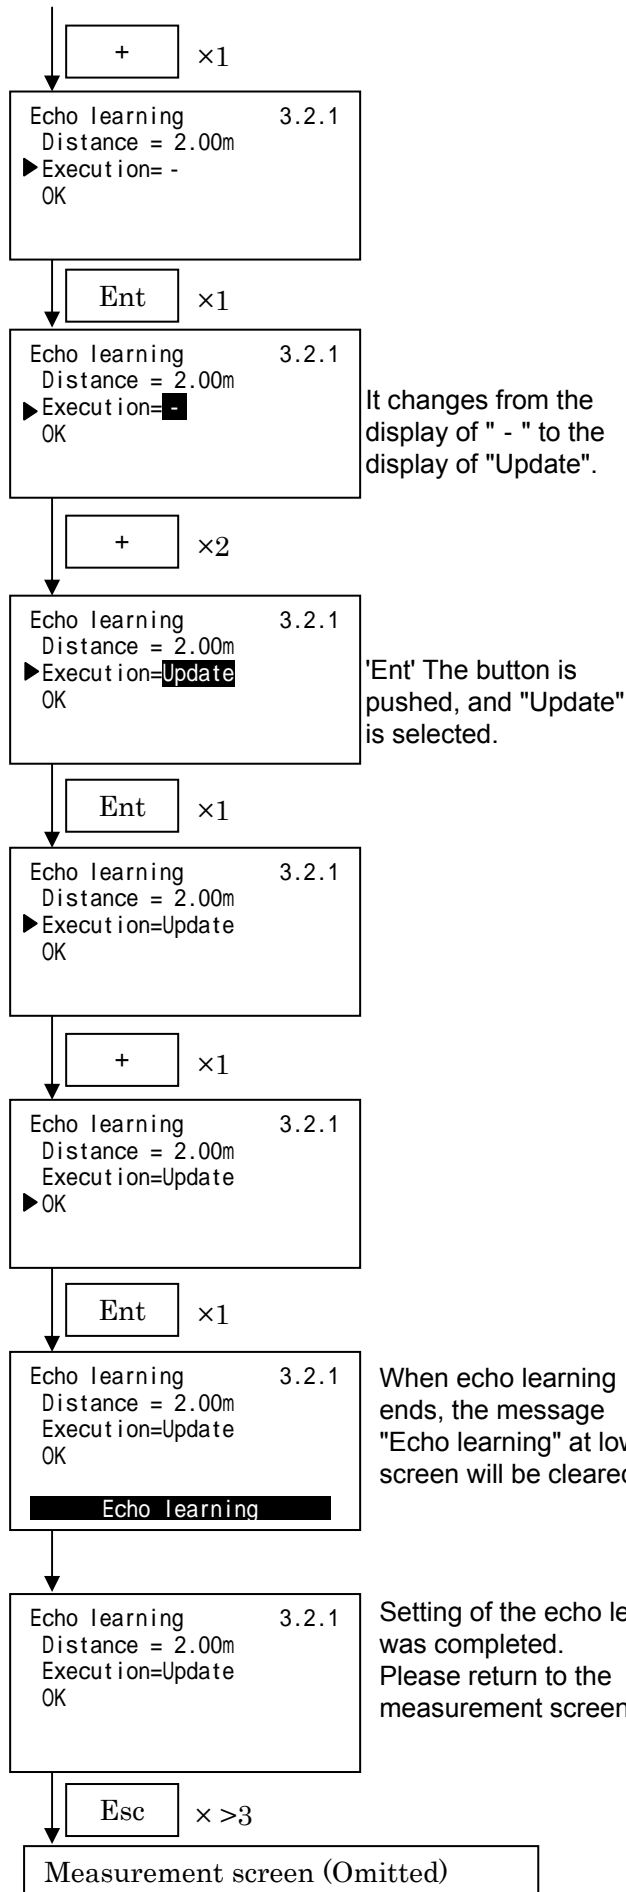 + ×1
Echo learning 3.2.1
Distance = 2.00m
▶Execution= -
OK
Ent ×1
Echo learning 3.2.1
Distance = 2.00m
▶Execution= -
OK
It changes from the
display of " - " to the
display of "Update".
+ ×2
Echo learning 3.2.1
Distance = 2.00m
▶Execution=Update
OK
'Ent' The button is
pushed, and "Update"
is selected.
Ent ×1
Echo learning 3.2.1
Distance = 2.00m
▶Execution=Update
OK
+ ×1
Echo learning 3.2.1
Distance = 2.00m
Execution=Update
▶OK
Ent ×1
Echo learning 3.2.1
Distance = 2.00m
Execution=Update
OK
Echo learning
When echo learning
ends, the message
"Echo learning" at
screen will be cleared
Echo learning 3.2.1
Distance = 2.00m
Execution=Update
OK
Setting of the echo
was completed.
Please return to the
measurement screen
Esc × >3
Measurement screen (Omitted)